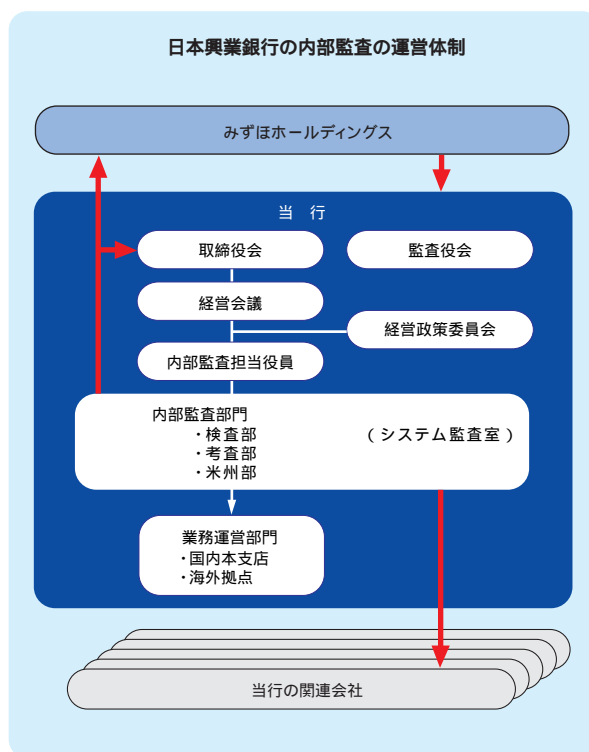 日本興業銀行の内部監査の運営体制
みずほホールディングス
当 行
取締役会
監査役会
経営会議
経営政策委員会
内部監査担当役員
内部監査部門
・検査部
（システム監査室）
・考査部
・米州部
業務運営部門
・国内本支店
・海外拠点
当行の関連会社